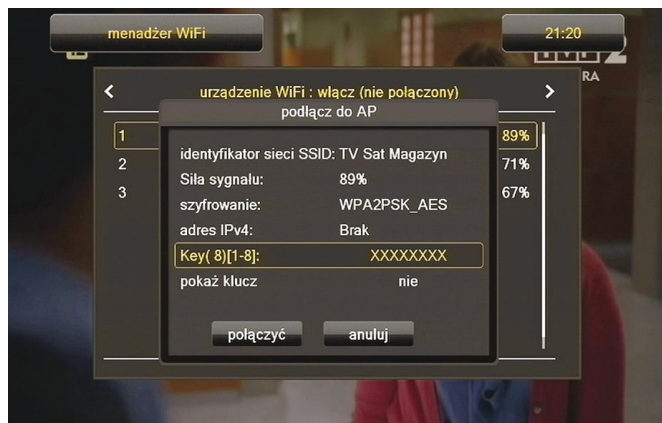 menadżer WiFi
21:20
RA
urządzenie WiFi : włącz (nie połączony)
podłącz do AP
1
89%
2
71%
3
67%
identyfikator sieci SSID: TV Sat Magazyn
Siła sygnału: 89%
szyfrowanie: WPA2PSK_AES
adres IPv4: Brak
Key( 8)[1-8]: XXXXXXXX
pokaż klucz nie
połączyć anuluj